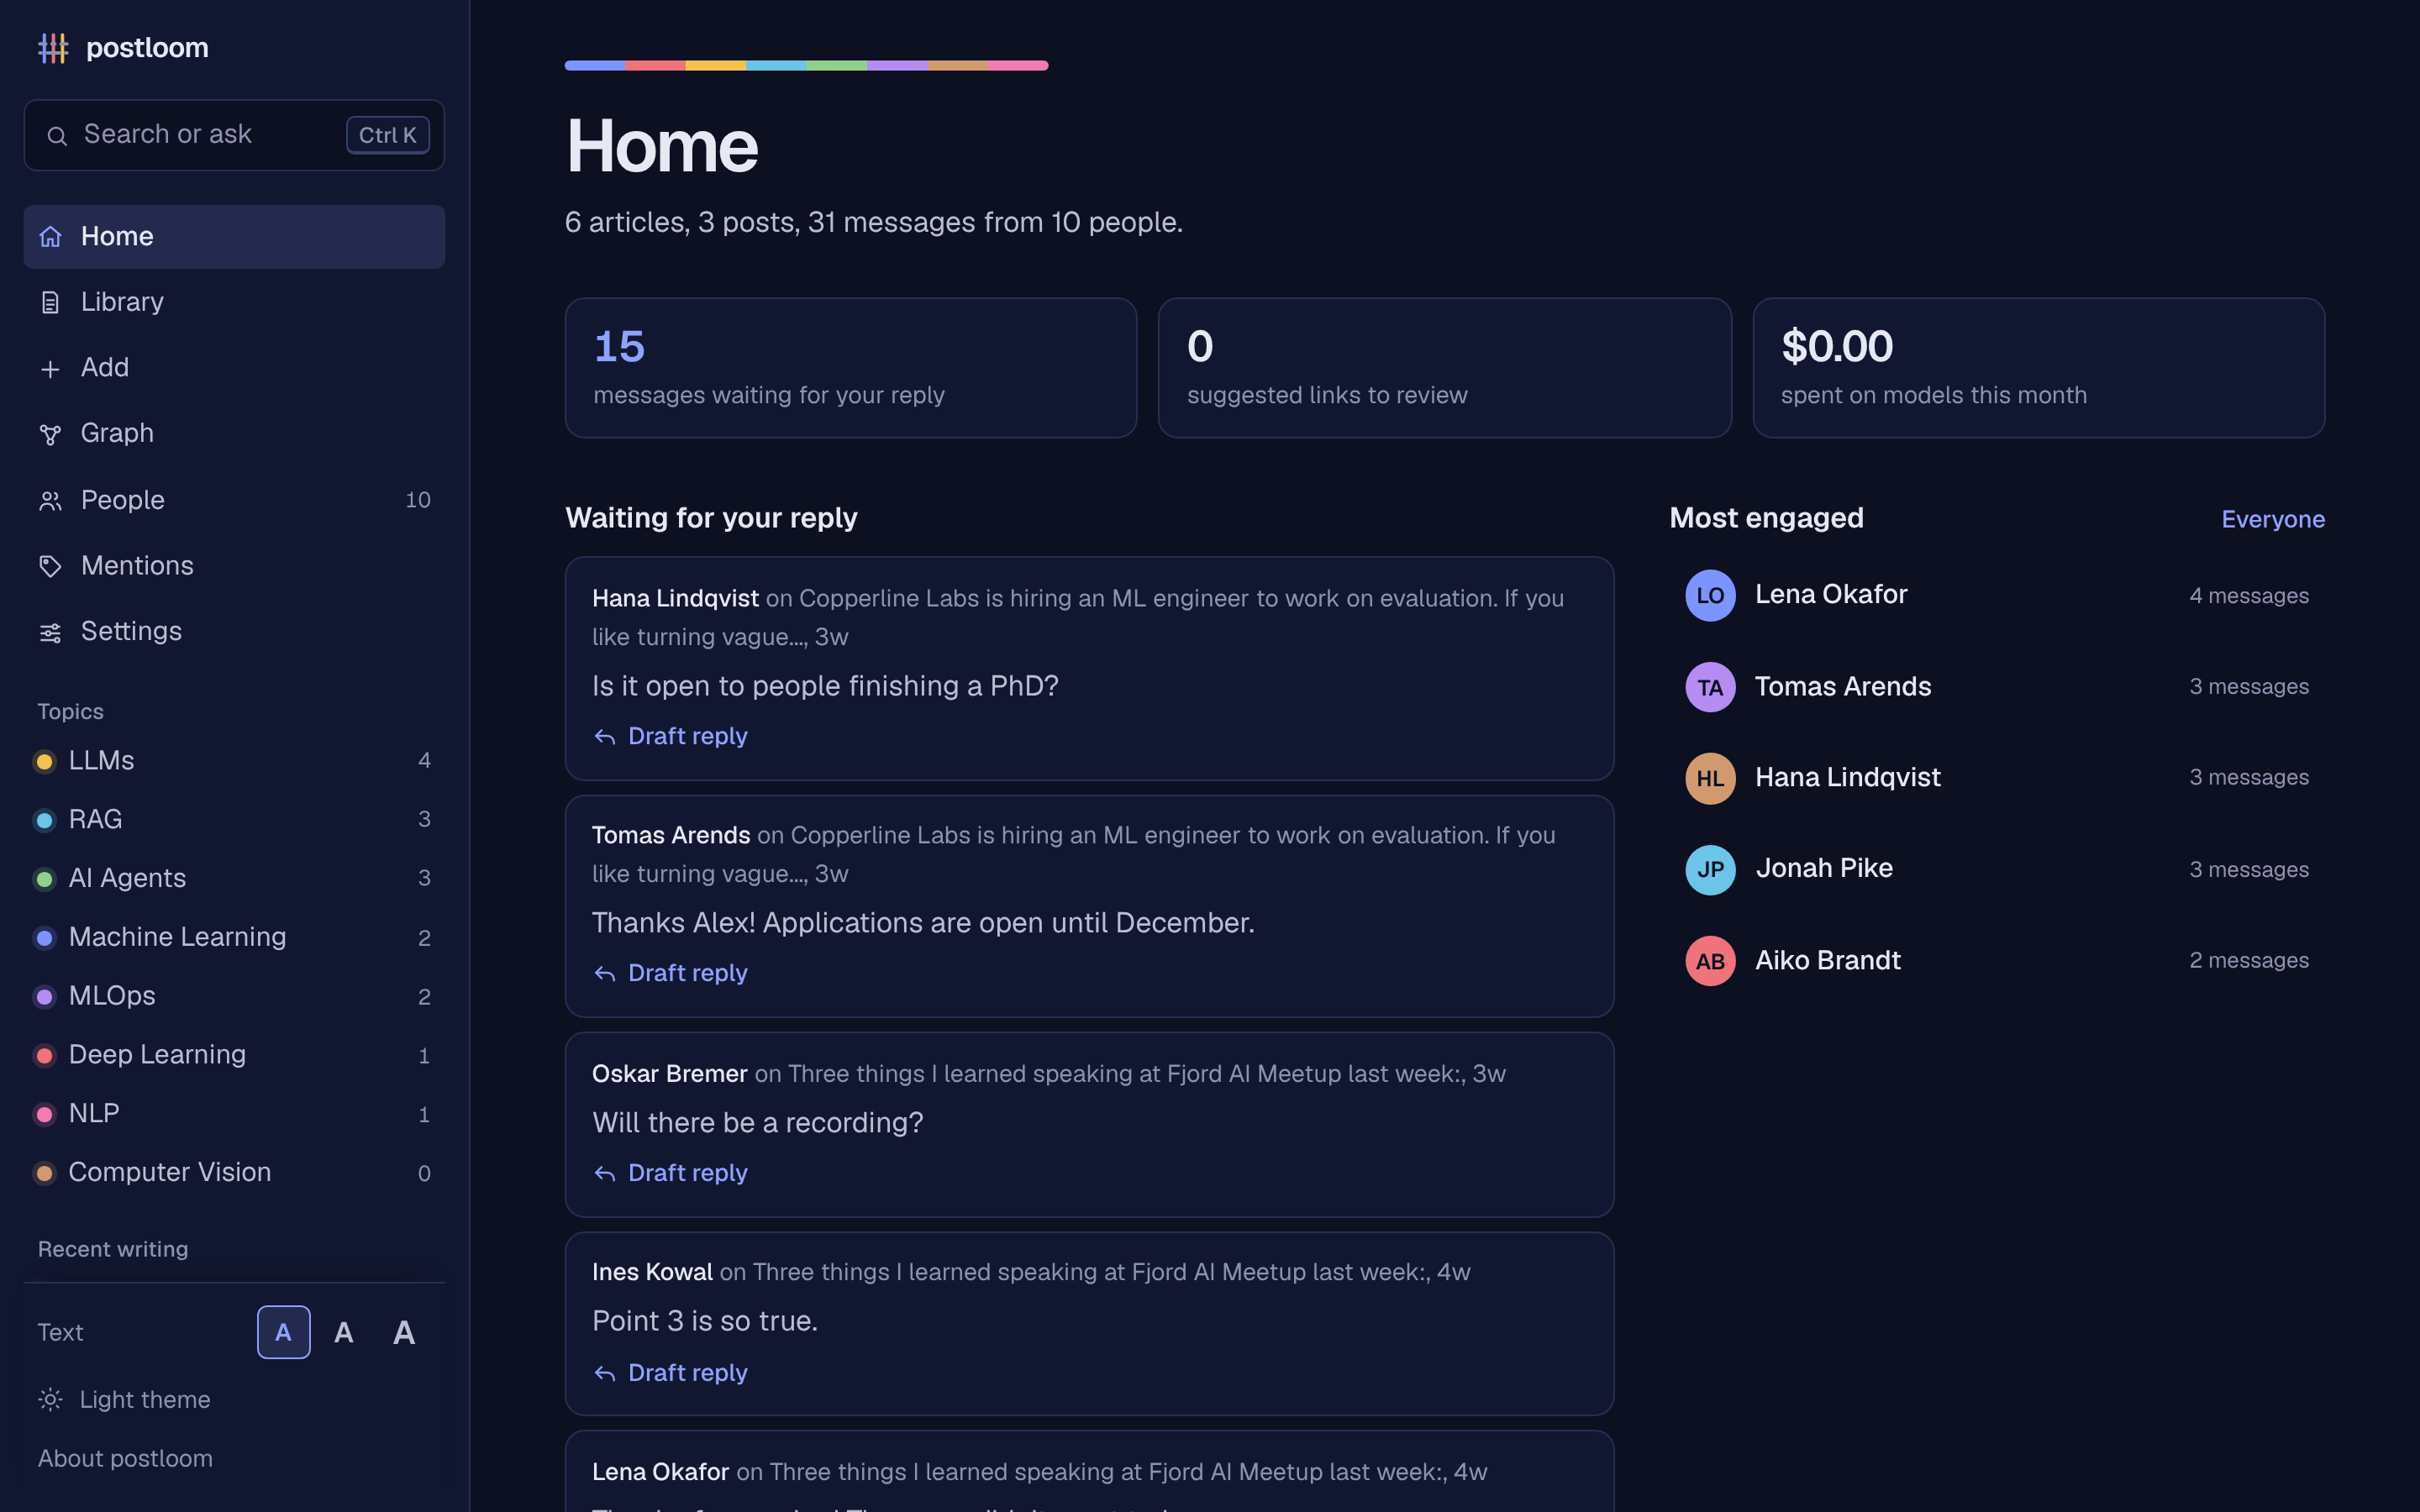 postloom
Search or ask
Ctrl K
Home
Library
Add
Graph
People 10
Mentions
Settings
Topics
LLMs 4
RAG 3
AI Agents 3
Machine Learning 2
MLOps 2
Deep Learning 1
NLP 1
Computer Vision 0
Recent writing
Text A A A
Light theme
About postloom
Home
6 articles, 3 posts, 31 messages from 10 people.
15
messages waiting for your reply
0
suggested links to review
$0.00
spent on models this month
Waiting for your reply
Hana Lindqvist on Copperline Labs is hiring an ML engineer to work on evaluation. If you
like turning vague..., 3w
Is it open to people finishing a PhD?
Draft reply
Tomas Arends on Copperline Labs is hiring an ML engineer to work on evaluation. If you
like turning vague..., 3w
Thanks Alex! Applications are open until December.
Draft reply
Oskar Bremer on Three things I learned speaking at Fjord AI Meetup last week:, 3w
Will there be a recording?
Draft reply
Ines Kowal on Three things I learned speaking at Fjord AI Meetup last week:, 4w
Point 3 is so true.
Draft reply
Lena Okafor on Three things I learned speaking at Fjord AI Meetup last week:, 4w
Most engaged
Everyone
LO Lena Okafor 4 messages
TA Tomas Arends 3 messages
HL Hana Lindqvist 3 messages
JP Jonah Pike 3 messages
AB Aiko Brandt 2 messages